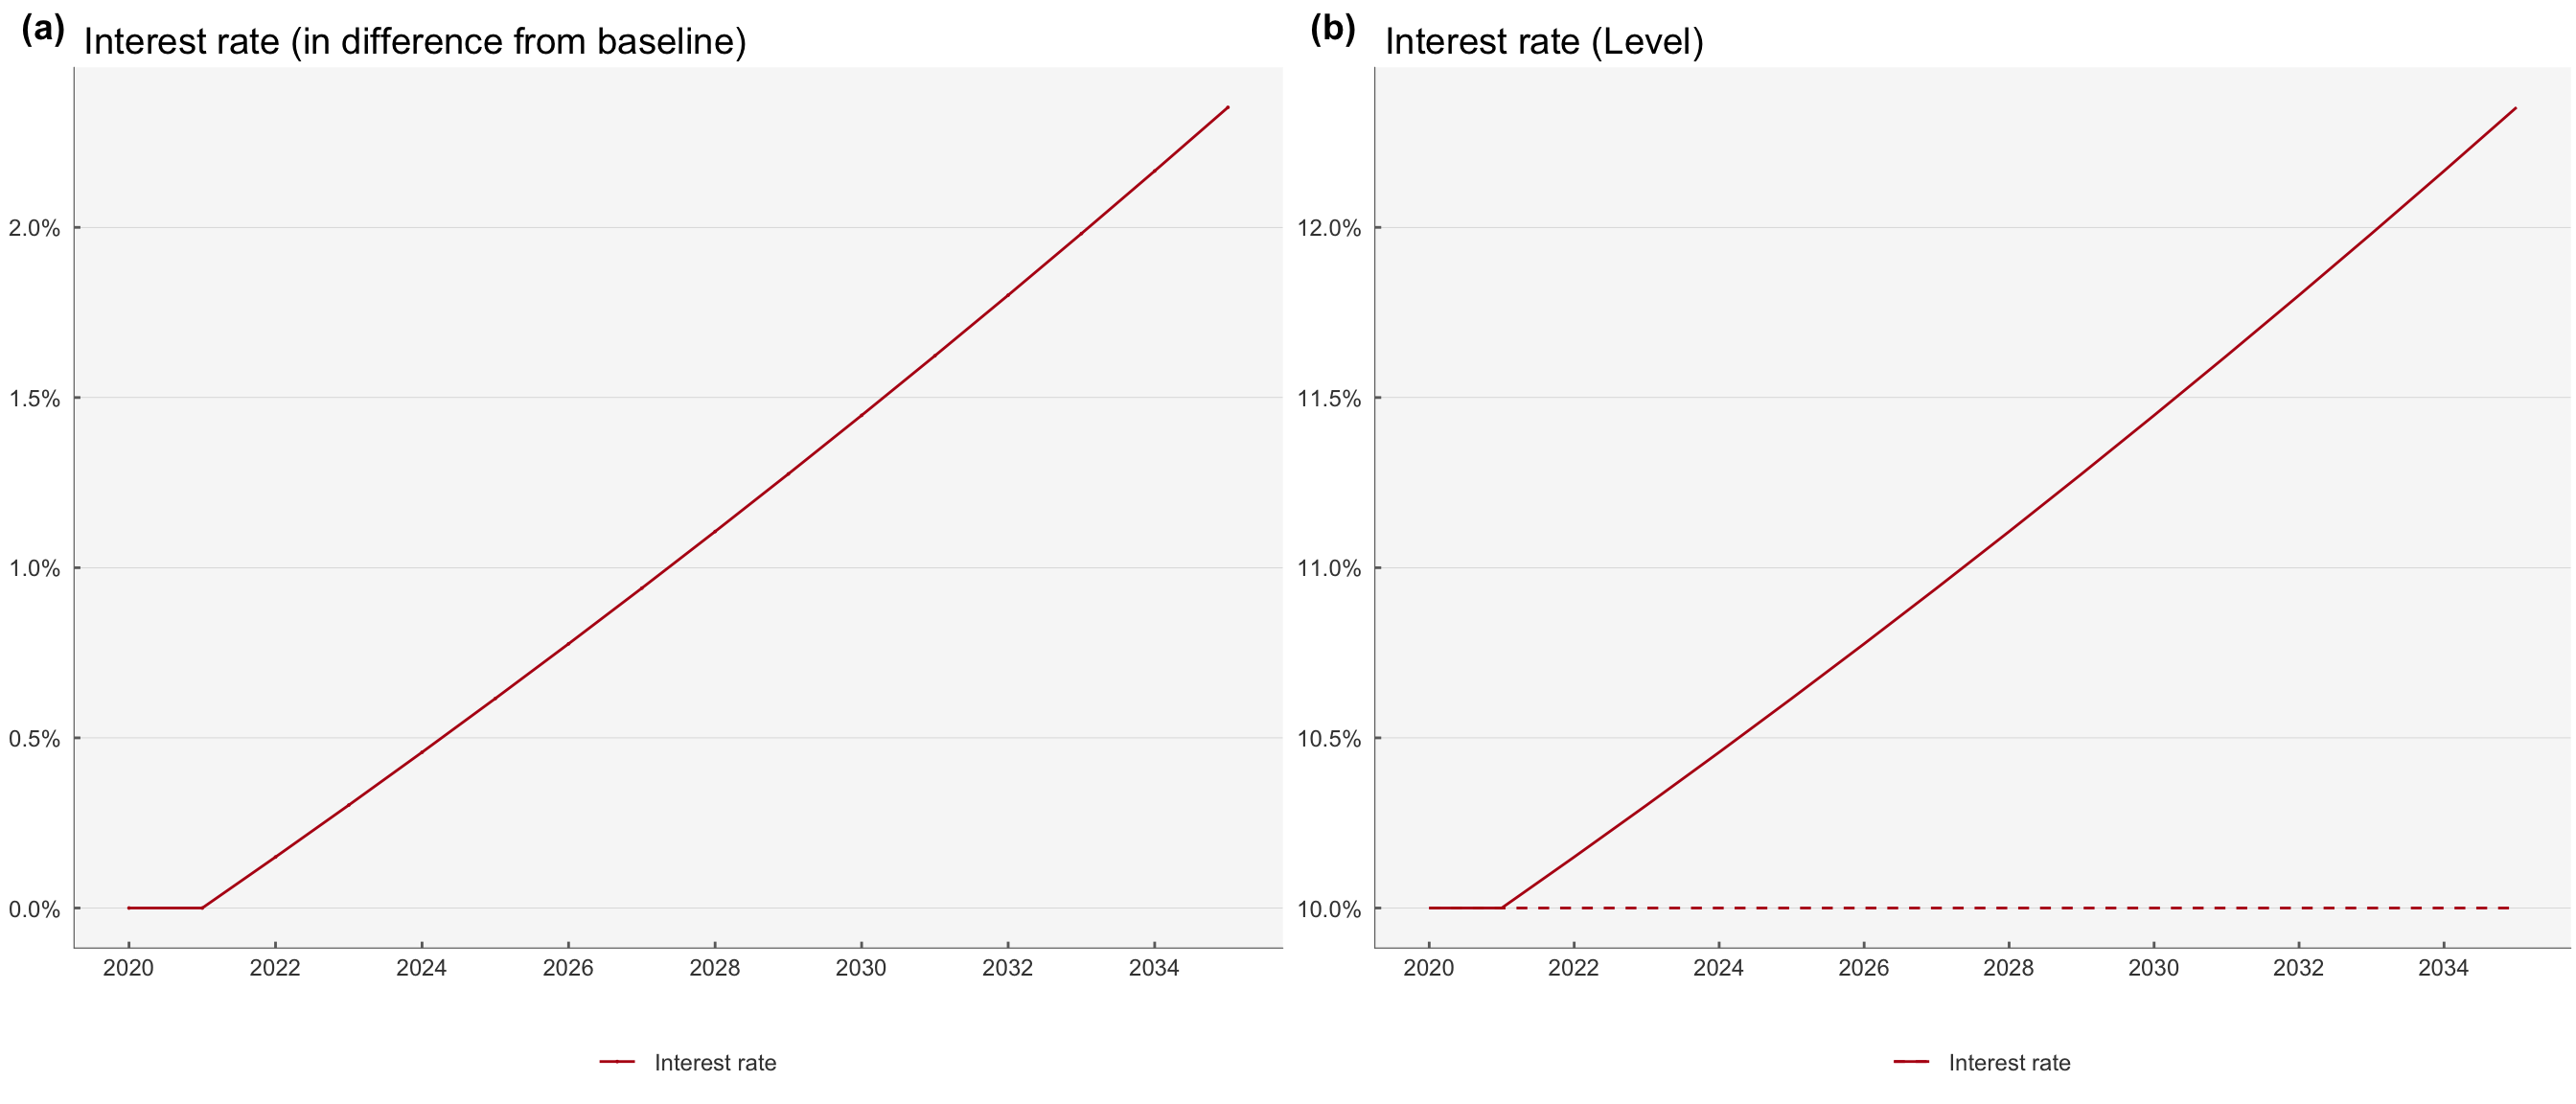 (a) Interest rate (in difference from baseline)
2.0%
1.5%
1.0%
0.5%
0.0%
2020 2022 2024 2026 2028 2030 2032 2034
Interest rate
(b) Interest rate (Level)
12.0%
11.5%
11.0%
10.5%
10.0%
2020 2022 2024 2026 2028 2030 2032 2034
Interest rate